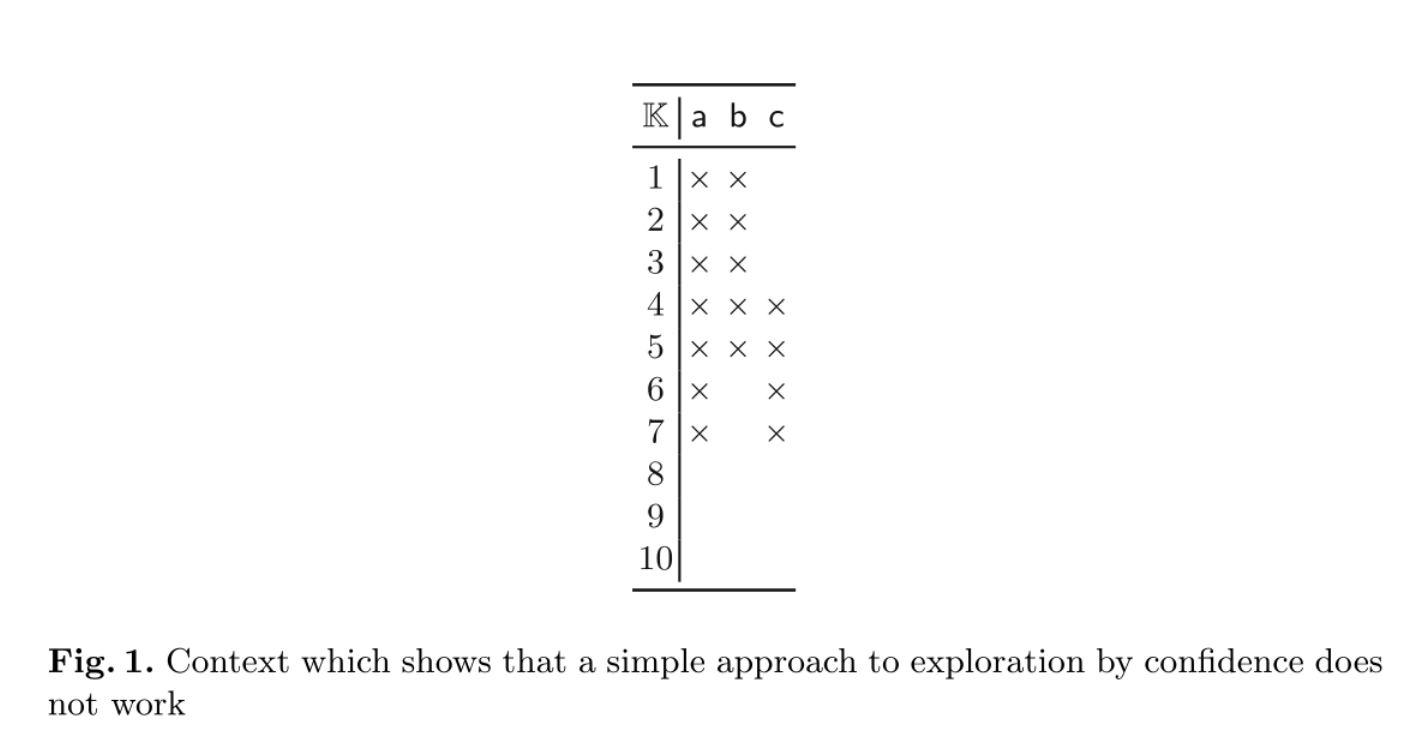 𝕂 a b c
1 × ×
2 × ×
3 × ×
4 × × ×
5 × × ×
6 × ×
7 × ×
8
9
10
Fig. 1. Context which shows that a simple approach to exploration by confidence does
not work